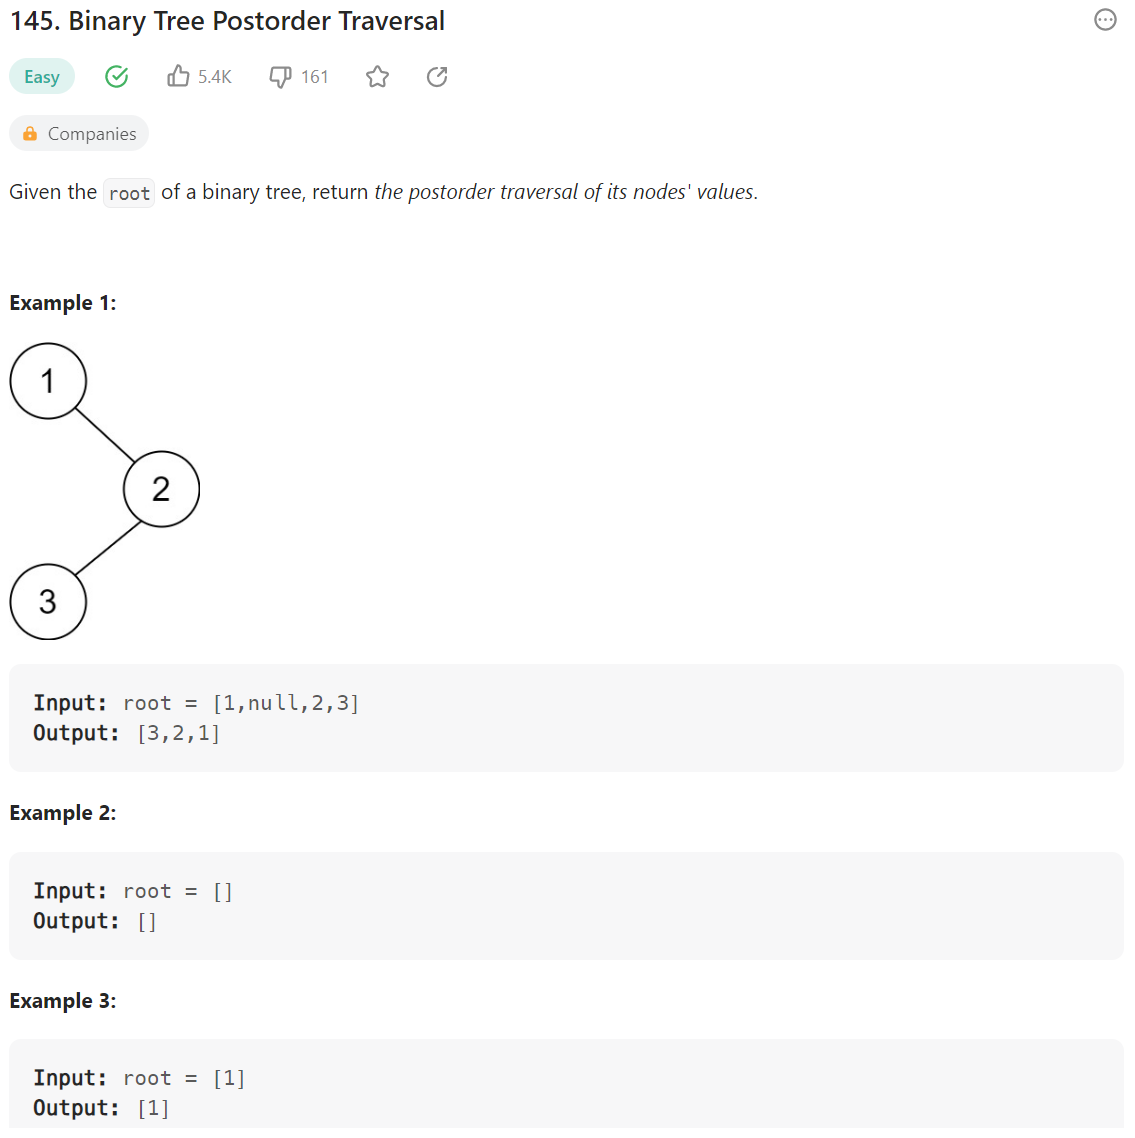 145. Binary Tree Postorder Traversal
Easy 5.4K 161
Companies
Given the root of a binary tree, return the postorder traversal of its nodes' values.
Example 1:
1
2
3
Input: root = [1,null,2,3]
Output: [3,2,1]
Example 2:
Input: root = []
Output: []
Example 3:
Input: root = [1]
Output: [1]